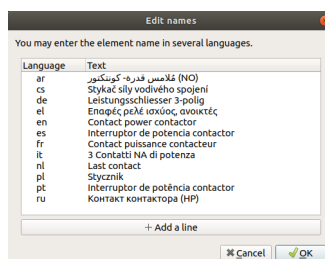 Edit names
You may enter the element name in several languages.
Language Text
ar مُلامس قدرة- كونتكتور (NO)
cs Stykač síly vodivého spojení
de Leistungsschliesser 3-polig
el Επαφές ρελέ ισχύος, ανοικτές
en Contact power contactor
es Interruptor de potencia contactor
fr Contact puissance contacteur
it 3 Contatti NA di potenza
nl Last contact
pl Stycznik
pt Interruptor de potência contactor
ru Контакт контактора (НР)
+ Add a line
Cancel OK